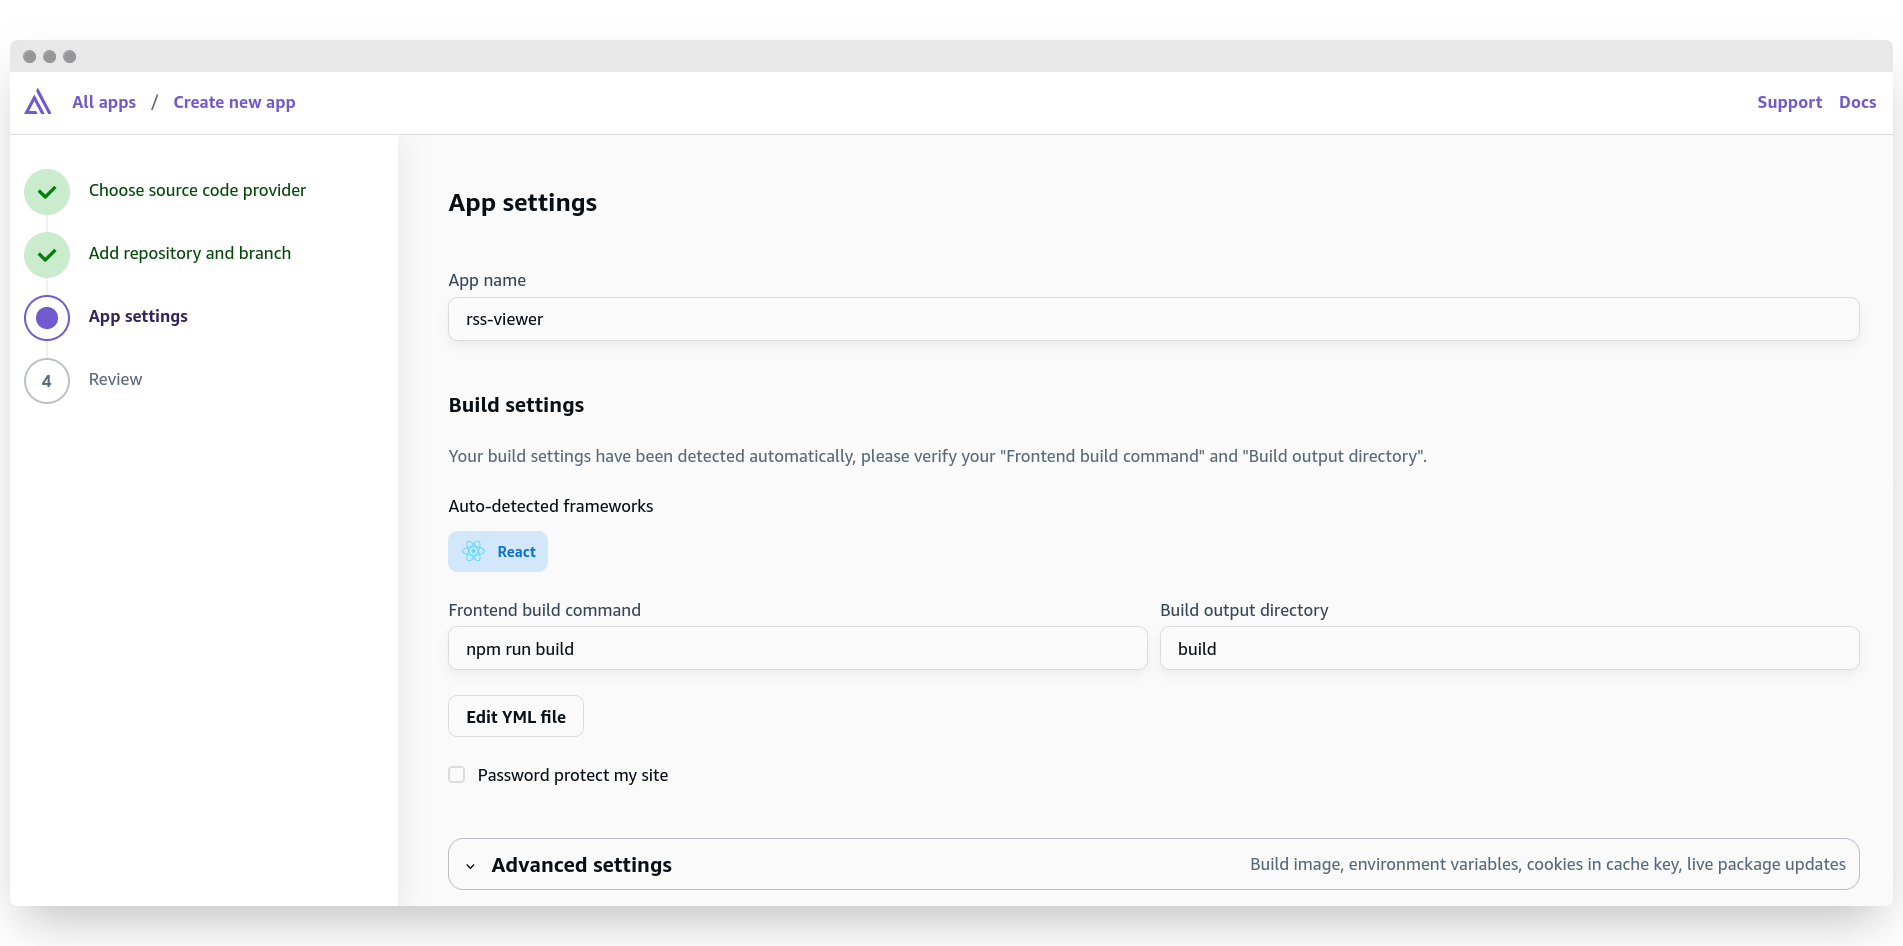 All apps / Create new app
Support Docs
Choose source code provider
Add repository and branch
App settings
4 Review
App settings
App name
rss-viewer
Build settings
Your build settings have been detected automatically, please verify your "Frontend build command" and "Build output directory".
Auto-detected frameworks
React
Frontend build command
npm run build
Build output directory
build
Edit YML file
Password protect my site
Advanced settings
Build image, environment variables, cookies in cache key, live package updates